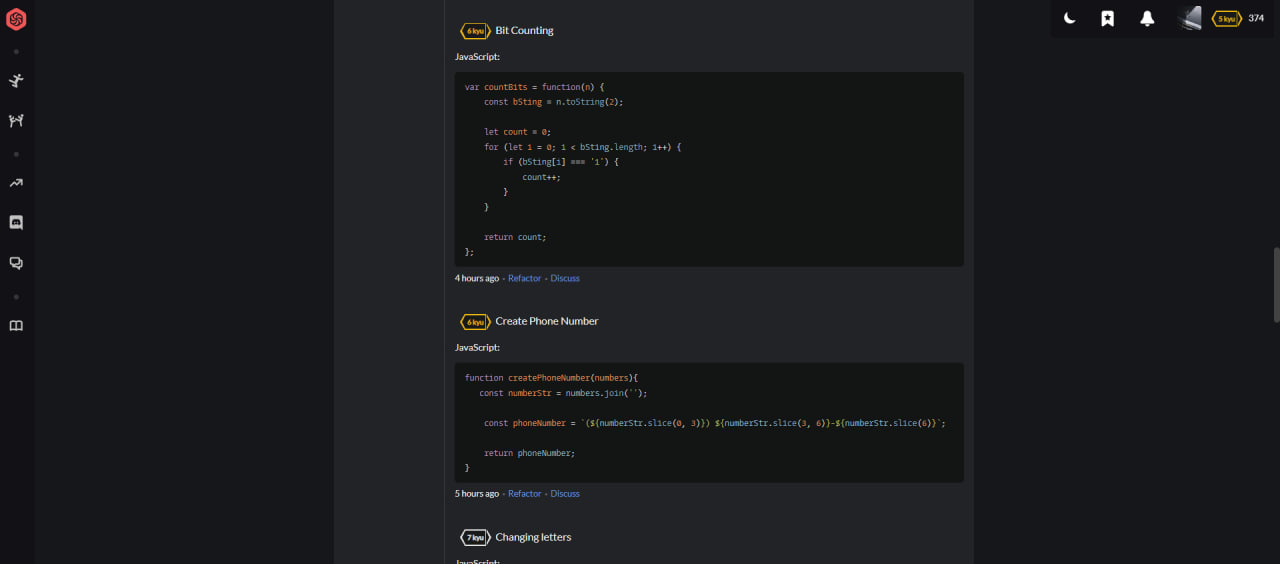 5 kyu 374
6 kyu Bit Counting
JavaScript:
var countBits = function(n) {
const bSting = n.toString(2);
let count = 0;
for (let i = 0; i < bSting.length; i++) {
if (bSting[i] === '1') {
count++;
}
}
return count;
};
4 hours ago - Refactor - Discuss
6 kyu Create Phone Number
JavaScript:
function createPhoneNumber(numbers){
const numberStr = numbers.join('');
const phoneNumber = `(${numberStr.slice(0, 3)}) ${numberStr.slice(3, 6)}-${numberStr.slice(6)}`;
return phoneNumber;
}
5 hours ago - Refactor - Discuss
7 kyu Changing letters
JavaScript: